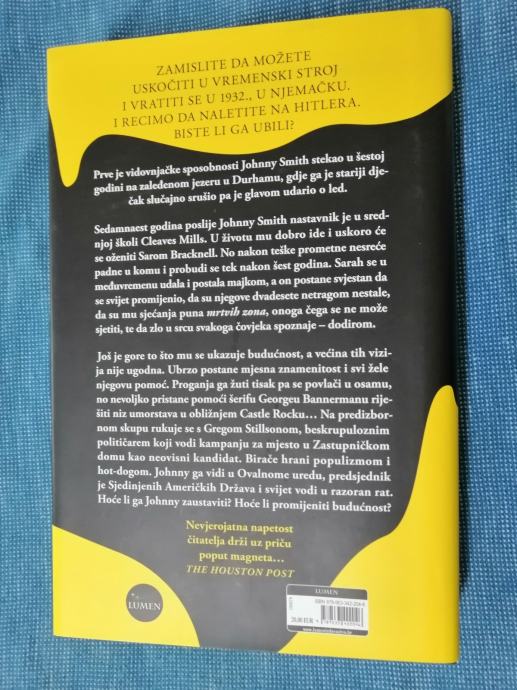 ZAMISLITE DA MOŽETE
USKOČITI U VREMENSKI STROJ
I VRATITI SE U 1932., U NJEMAČKU.
I RECIMO DA NALETITE NA HITLERA.
BISTE LI GA UBILI?
Prve je vidovnjačke sposobnosti Johnny Smith stekao u šestoj
godini na zaleđenom jezeru u Durhamu, gdje ga je stariji dje-
čak slučajno srušio pa je glavom udario o led.
Sedamnaest godina poslije Johnny Smith nastavnik je u sred-
njoj školi Cleaves Mills. U životu mu dobro ide i uskoro će
se oženiti Sarom Bracknell. No nakon teške prometne nesreće
padne u komu i probudi se tek nakon šest godina. Sarah se u
međuvremenu udala i postala majkom, a on postane svjestan da
se svijet promijenio, da su njegove dvadesete netragom nestale,
da su mu sjećanja puna mrtvih zona, onoga čega se ne može
sjetiti, te da zlo u srcu svakoga čovjeka spoznaje – dodirom.
Još je gore to što mu se ukazuje budućnost, a većina tih vizi-
ja nije ugodna. Ubrzo postane mjesna znamenitost i svi žele
njegovu pomoć. Proganja ga žuti tisak pa se povlači u osamu,
no nevoljko pristane pomoći šerifu Georgeu Bannermanu rije-
šiti niz umorstava u obližnjem Castle Rocku... Na predizbor-
nom skupu rukuje se s Gregom Stillsonom, beskrupuloznim
političarem koji vodi kampanju za mjesto u Zastupničkom
domu kao neovisni kandidat. Birače hrani populizmom i
hot-dogom. Johnny ga vidi u Ovalnome uredu, predsjednik
je Sjedinjenih Američkih Država i svijet vodi u razoran rat.
Hoće li ga Johnny zaustaviti? Hoće li promijeniti budućnost?
Nevjerojatna napetost
čitatelja drži uz priču
poput magneta...
THE HOUSTON POST
LUMEN
LUMEN
20,00 EUR